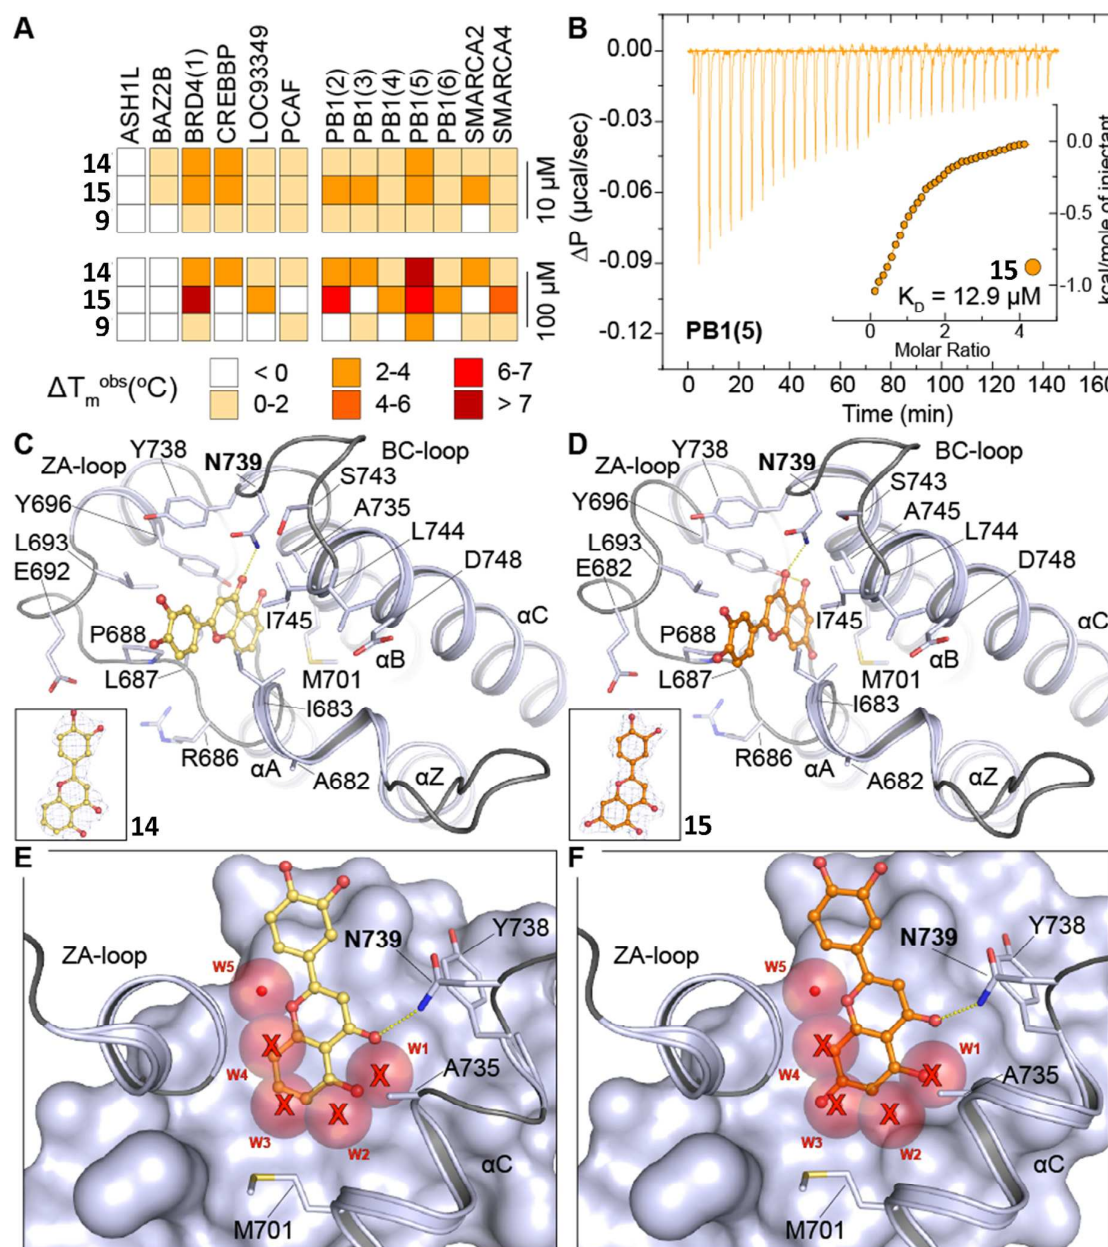 A
ASH1L
BAZ2B
BRD4(1)
CREBBP
LOC93349
PCAF
PB1(2)
PB1(3)
PB1(4)
PB1(5)
PB1(6)
SMARCA2
SMARCA4
14
15
9
10 µM
14
15
9
100 µM
ΔTm obs(°C)
< 0
2-4
6-7
0-2
4-6
> 7
B
0.00
-0.03
-0.06
-0.09
-0.12
ΔP (µcal/sec)
0.0
-0.5
-1.0
kcal/mole of injectant
15
KD = 12.9 µM
PB1(5)
0 2 4
Molar Ratio
0 20 40 60 80 100 120 140 160
Time (min)
C
ZA-loop
Y738
N739
BC-loop
S743
Y696
A735
L693
L744
E692
D748
I745
αC
P688
αB
L687
M701
I683
R686
αA
A682
αZ
14
D
ZA-loop
Y738
N739
BC-loop
S743
Y696
A745
L693
L744
E682
D748
I745
αC
P688
αB
L687
M701
I683
R686
αA
A682
αZ
15
E
ZA-loop
N739
Y738
W5
X
W1
W4
X
A735
X
X
W3
W2
αC
M701
F
ZA-loop
N739
Y738
W5
X
W1
W4
X
A735
X
X
W3
W2
αC
M701